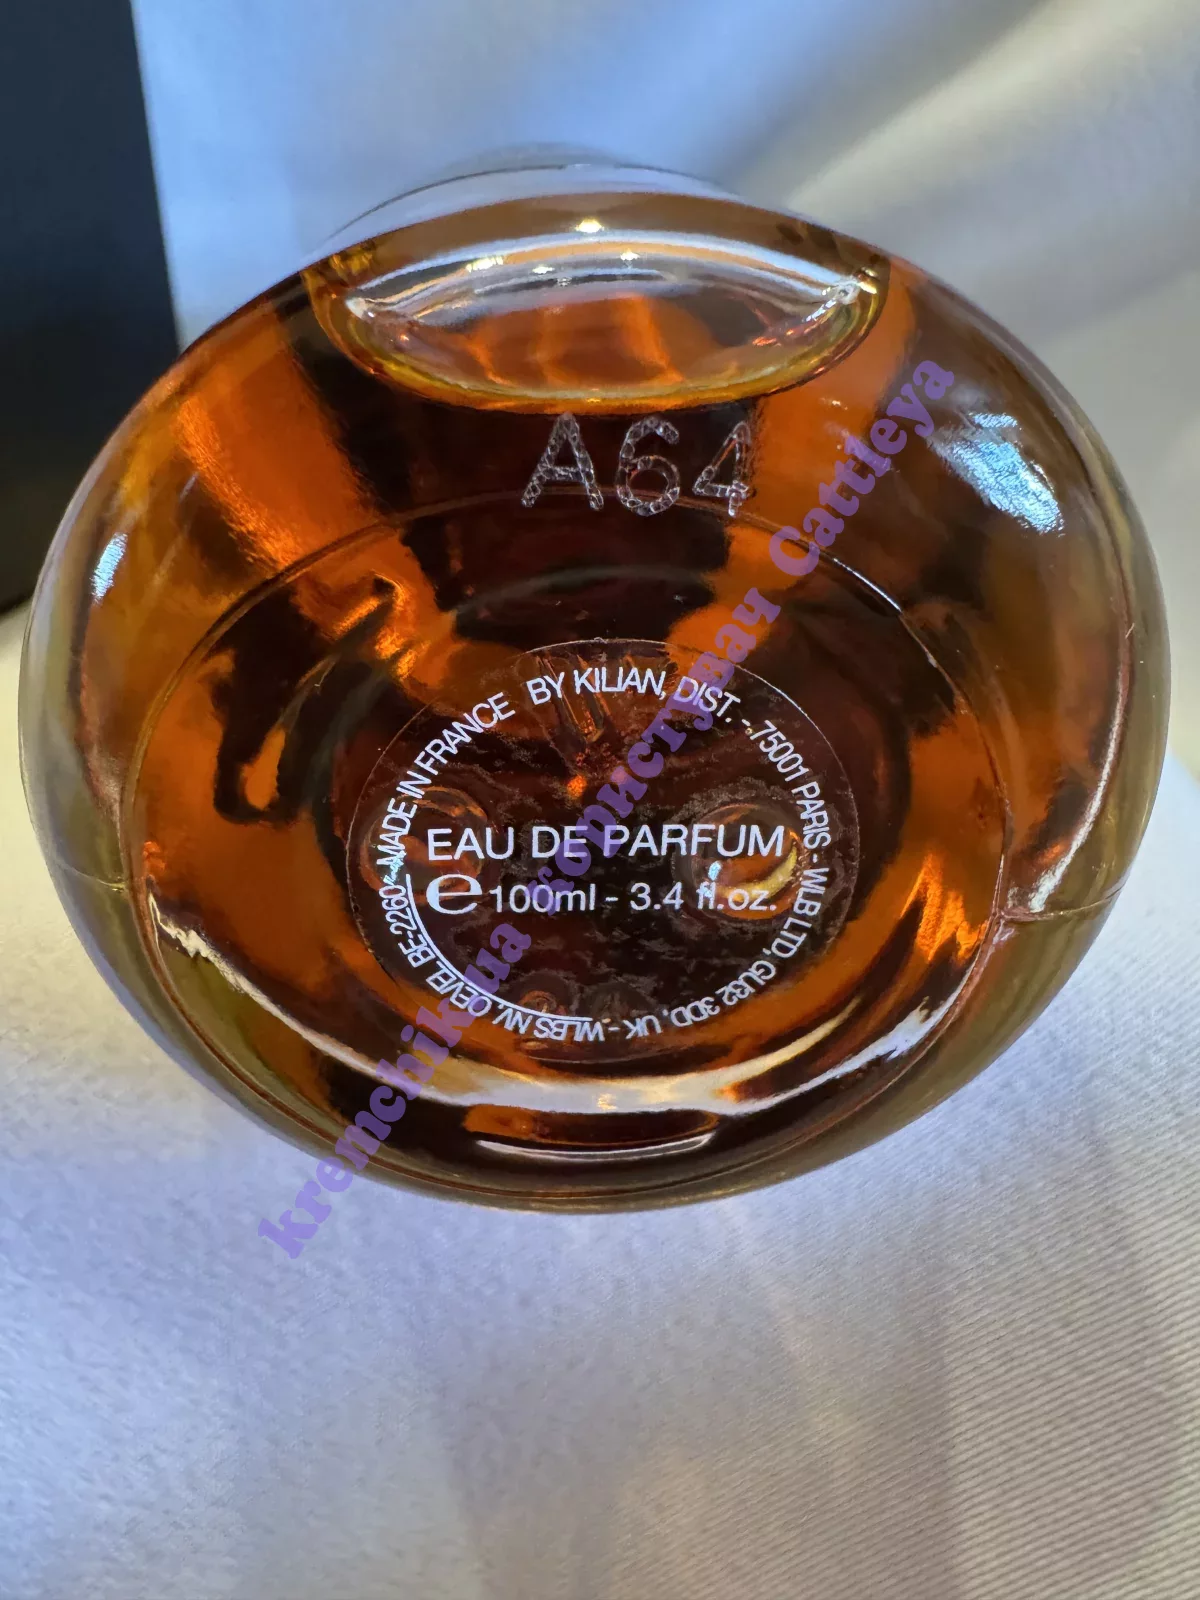 A64
BY KILIAN, DIST. - 75001 PARIS - WLB LTD, GU32 3DD, UK - WLBS NV, OEVEL BE-2260 - MADE IN FRANCE
EAU DE PARFUM
e 100ml - 3.4 fl.oz.
kremchik.ua користувач Cattleya